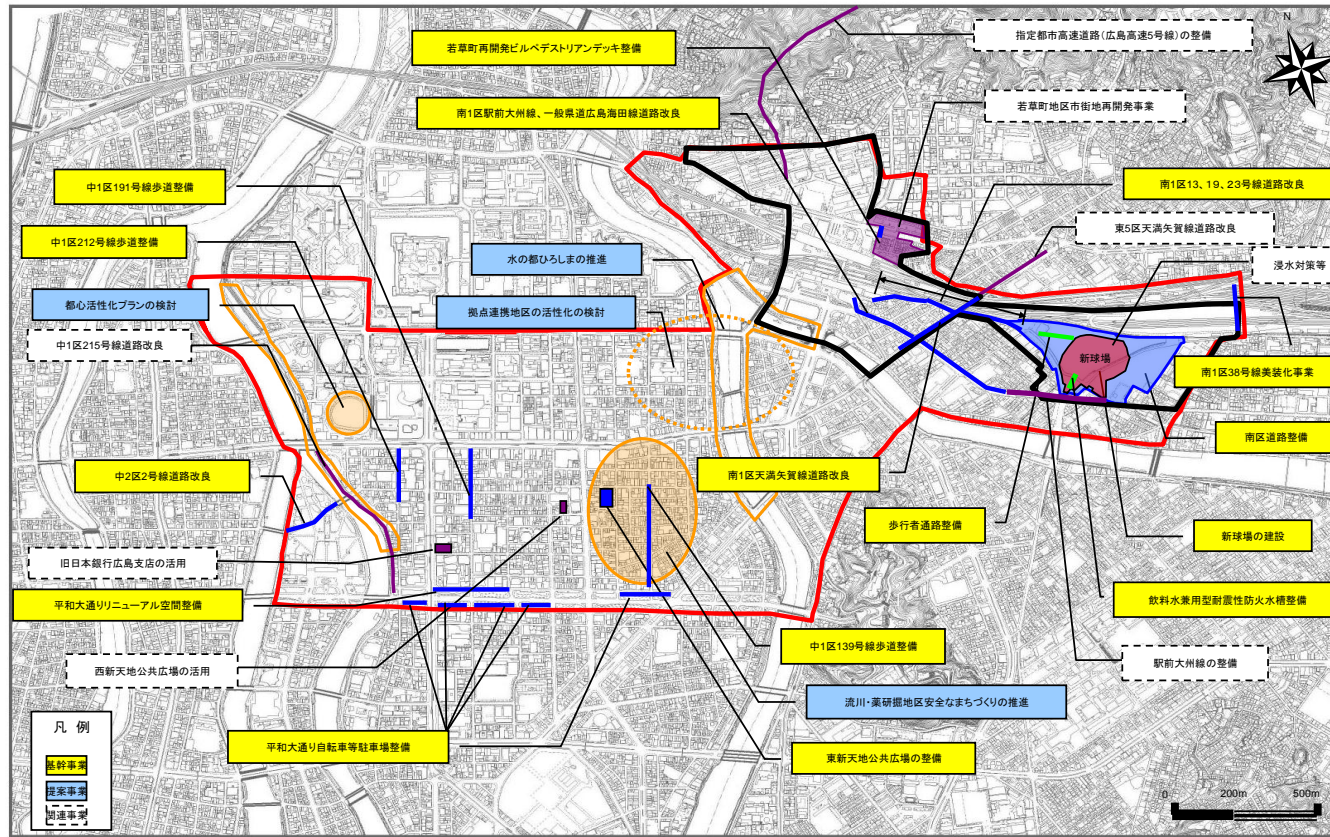 若草町再開発ビルペデストリアンデッキ整備
指定都市高速道路(広島高速5号線)の整備
N
南1区駅前大州線、一般県道広島海田線道路改良
若草町地区市街地再開発事業
中1区191号線歩道整備
南1区13、19、23号線道路改良
中1区212号線歩道整備
東5区天満矢賀線道路改良
水の都ひろしまの推進
浸水対策等
都心活性化プランの検討
拠点連携地区の活性化の検討
中1区215号線道路改良
新球場
南1区38号線美装化事業
南区道路整備
中2区2号線道路改良
南1区天満矢賀線道路改良
歩行者通路整備
新球場の建設
旧日本銀行広島支店の活用
平和大通りリニューアル空間整備
飲料水兼用型耐震性防火水槽整備
中1区139号線歩道整備
駅前大州線の整備
西新天地公共広場の活用
流川・薬研堀地区安全なまちづくりの推進
平和大通り自転車等駐車場整備
東新天地公共広場の整備
凡 例
基幹事業
提案事業
関連事業
0 200m 500m